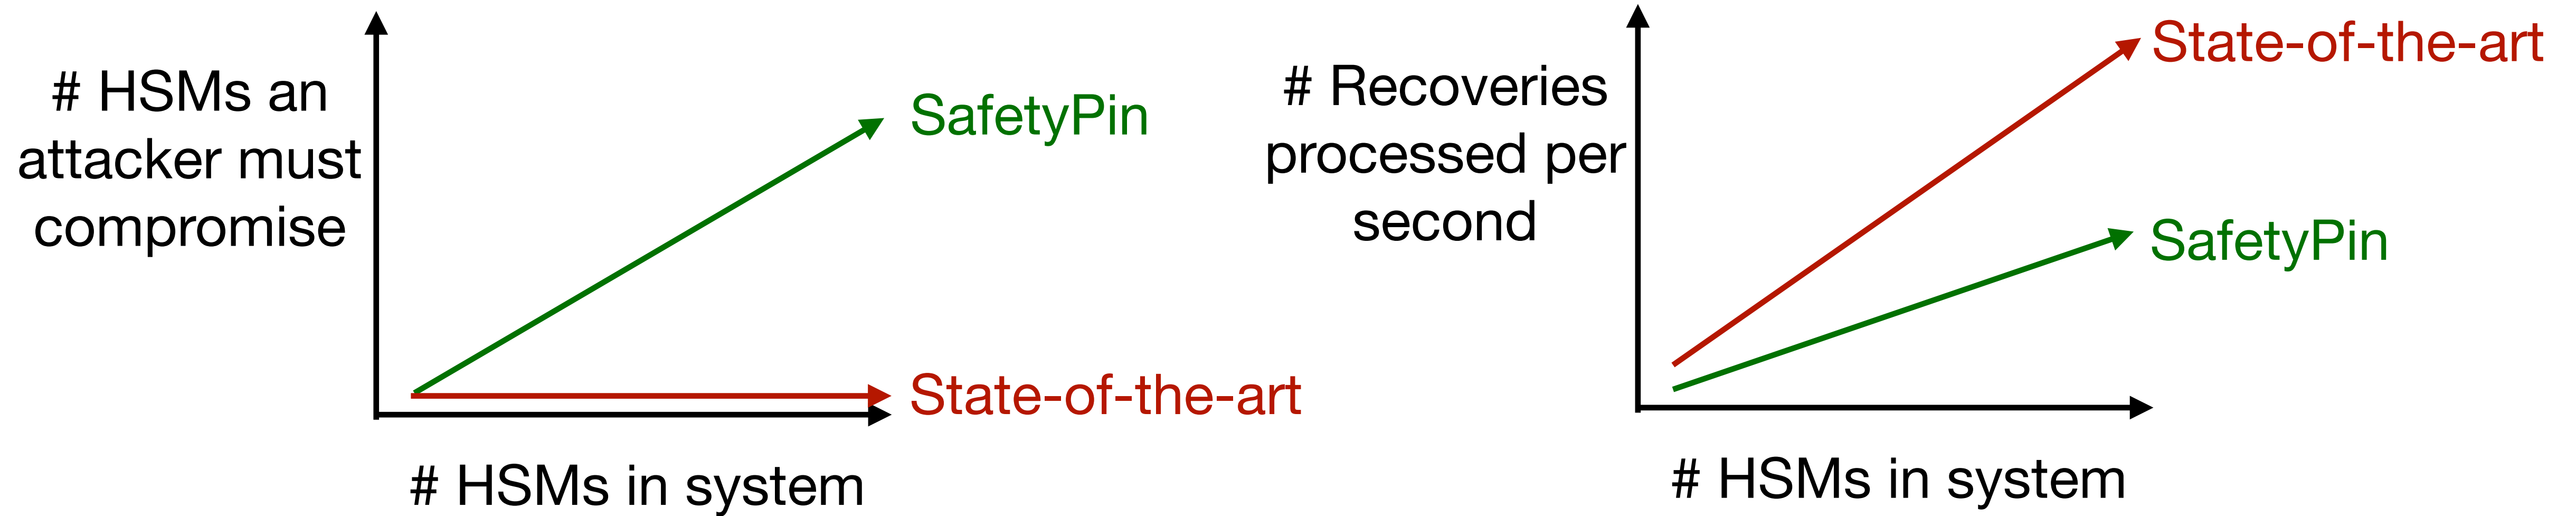 # HSMs an
attacker must
compromise
SafetyPin
State-of-the-art
# HSMs in system
# Recoveries
processed per
second
State-of-the-art
SafetyPin
# HSMs in system